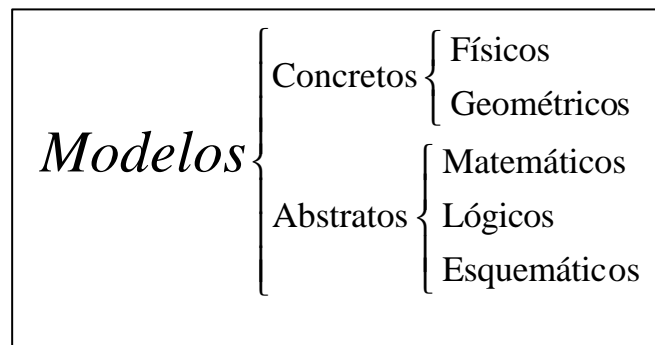 Modelos
Concretos
Físicos
Geométricos
Abstratos
Matemáticos
Lógicos
Esquemáticos